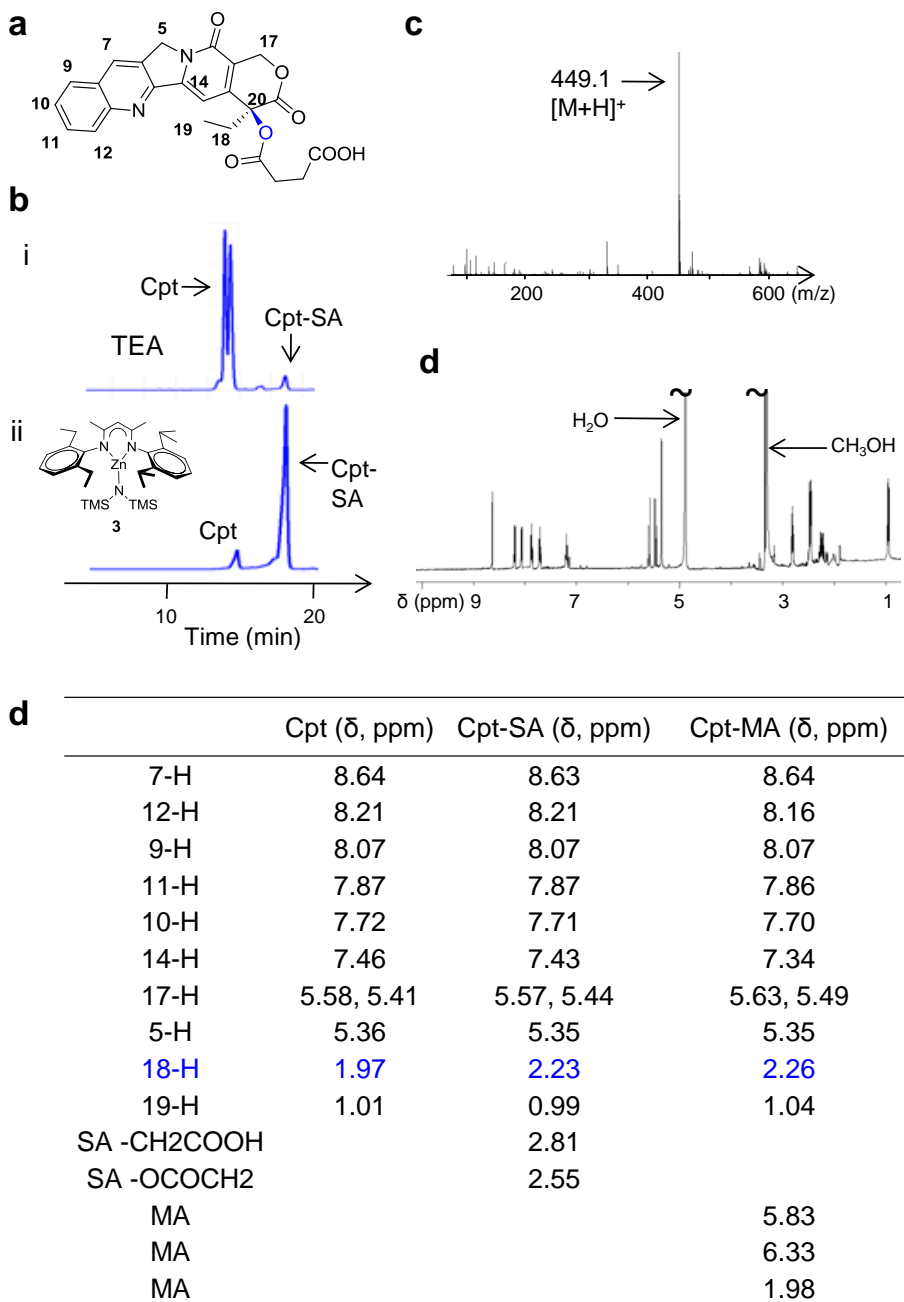 a
O
5
N
7
17
O
9
14
10
20
O
N
19
O
11
18
O
12
O
COOH
b
i
Cpt
Cpt-SA
TEA
ii
N N
Zn
N
TMS TMS
3
Cpt-
SA
Cpt
10 20
Time (min)
c
449.1
[M+H]+
200 400 600 (m/z)
d
H2O
CH3OH
~ ~
δ (ppm) 9 7 5 3 1
d
Cpt (δ, ppm) Cpt-SA (δ, ppm) Cpt-MA (δ, ppm)
7-H 8.64 8.63 8.64
12-H 8.21 8.21 8.16
9-H 8.07 8.07 8.07
11-H 7.87 7.87 7.86
10-H 7.72 7.71 7.70
14-H 7.46 7.43 7.34
17-H 5.58, 5.41 5.57, 5.44 5.63, 5.49
5-H 5.36 5.35 5.35
18-H 1.97 2.23 2.26
19-H 1.01 0.99 1.04
SA -CH2COOH 2.81
SA -OCOCH2 2.55
MA 5.83
MA 6.33
MA 1.98